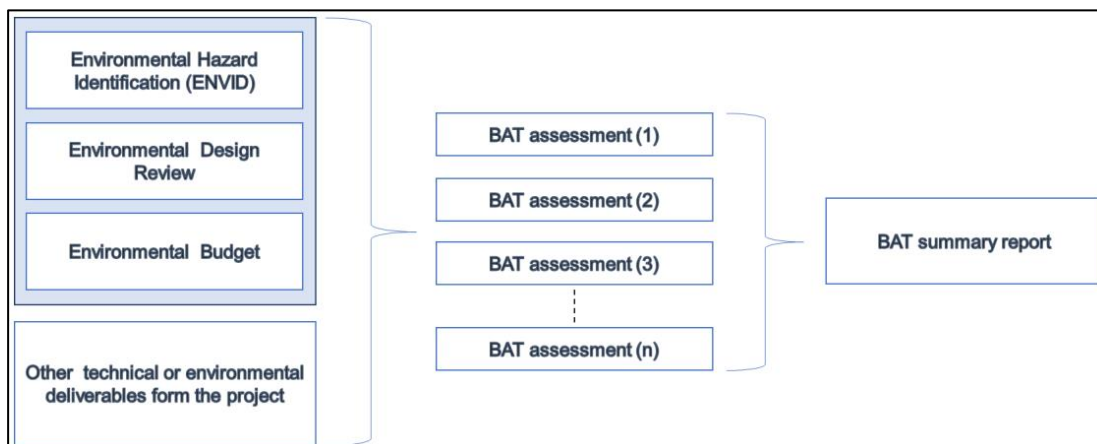 Environmental Hazard
Identification (ENVID)
Environmental Design
Review
Environmental Budget
Other technical or environmental
deliverables form the project
BAT assessment (1)
BAT assessment (2)
BAT assessment (3)
BAT assessment (n)
BAT summary report